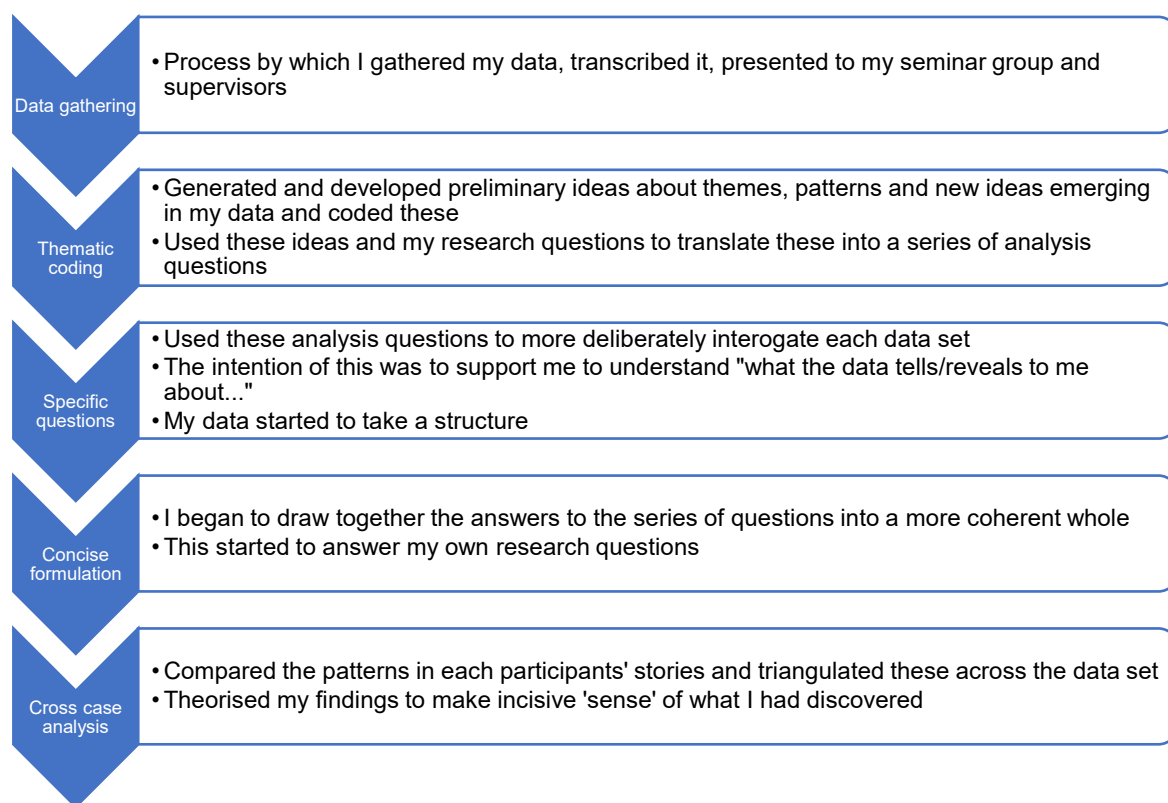 Data gathering
• Process by which I gathered my data, transcribed it, presented to my seminar group and
supervisors
Thematic
coding
• Generated and developed preliminary ideas about themes, patterns and new ideas emerging
in my data and coded these
• Used these ideas and my research questions to translate these into a series of analysis
questions
Specific
questions
• Used these analysis questions to more deliberately interogate each data set
• The intention of this was to support me to understand "what the data tells/reveals to me
about..."
• My data started to take a structure
Concise
formulation
• I began to draw together the answers to the series of questions into a more coherent whole
• This started to answer my own research questions
Cross case
analysis
• Compared the patterns in each participants' stories and triangulated these across the data set
• Theorised my findings to make incisive 'sense' of what I had discovered